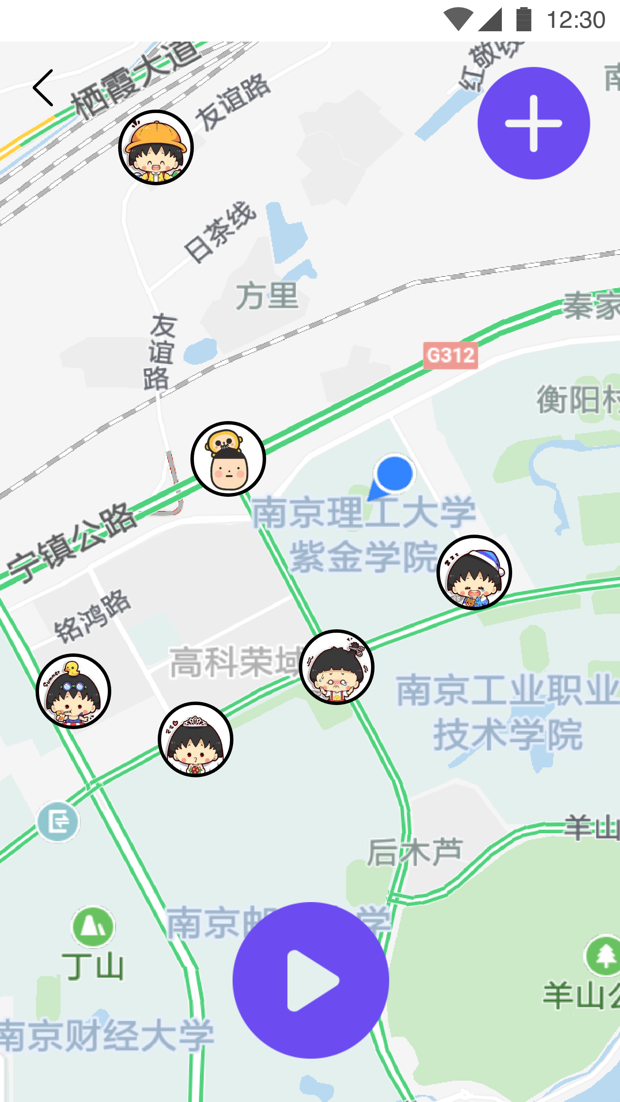 12:30
栖霞大道
友谊路
日茶线
方里
友谊路
G312
秦家
衡阳村
南京理工大学
紫金学院
宁镇公路
铭鸿路
高科荣域
南京工业职业
技术学院
羊山
后木芦
南京邮
学
丁山
羊山公
南京财经大学